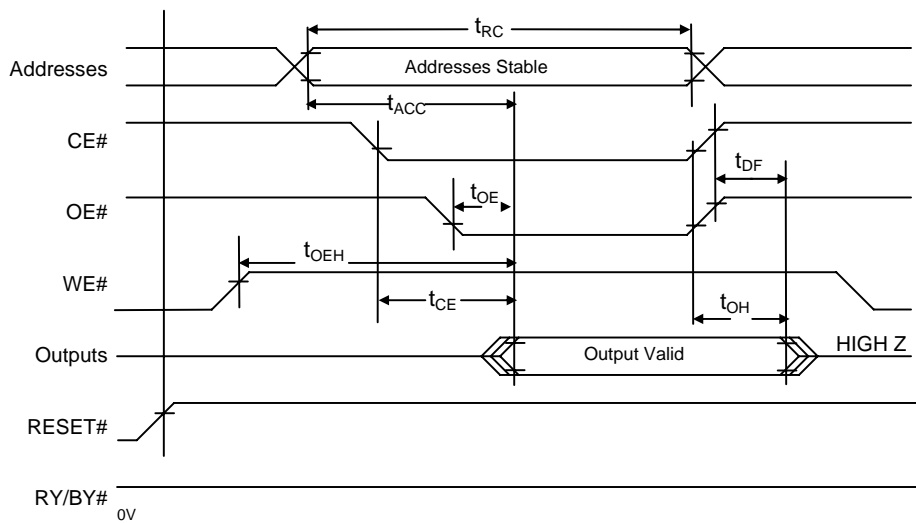 tRC
Addresses
Addresses Stable
tACC
CE#
tDF
OE#
tOE
tOEH
WE#
tCE
tOH
Outputs
Output Valid
HIGH Z
RESET#
RY/BY#
0V